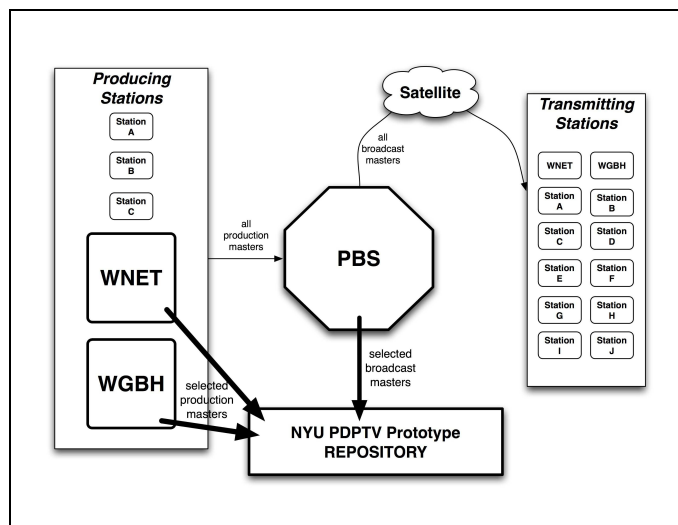 Producing
Stations
Station
A
Station
B
Station
C
WNET
WGBH
all
production
masters
selected
production
masters
PBS
all
broadcast
masters
Satellite
selected
broadcast
masters
NYU PDPTV Prototype
REPOSITORY
Transmitting
Stations
WNET
WGBH
Station
A
Station
B
Station
C
Station
D
Station
E
Station
F
Station
G
Station
H
Station
I
Station
J